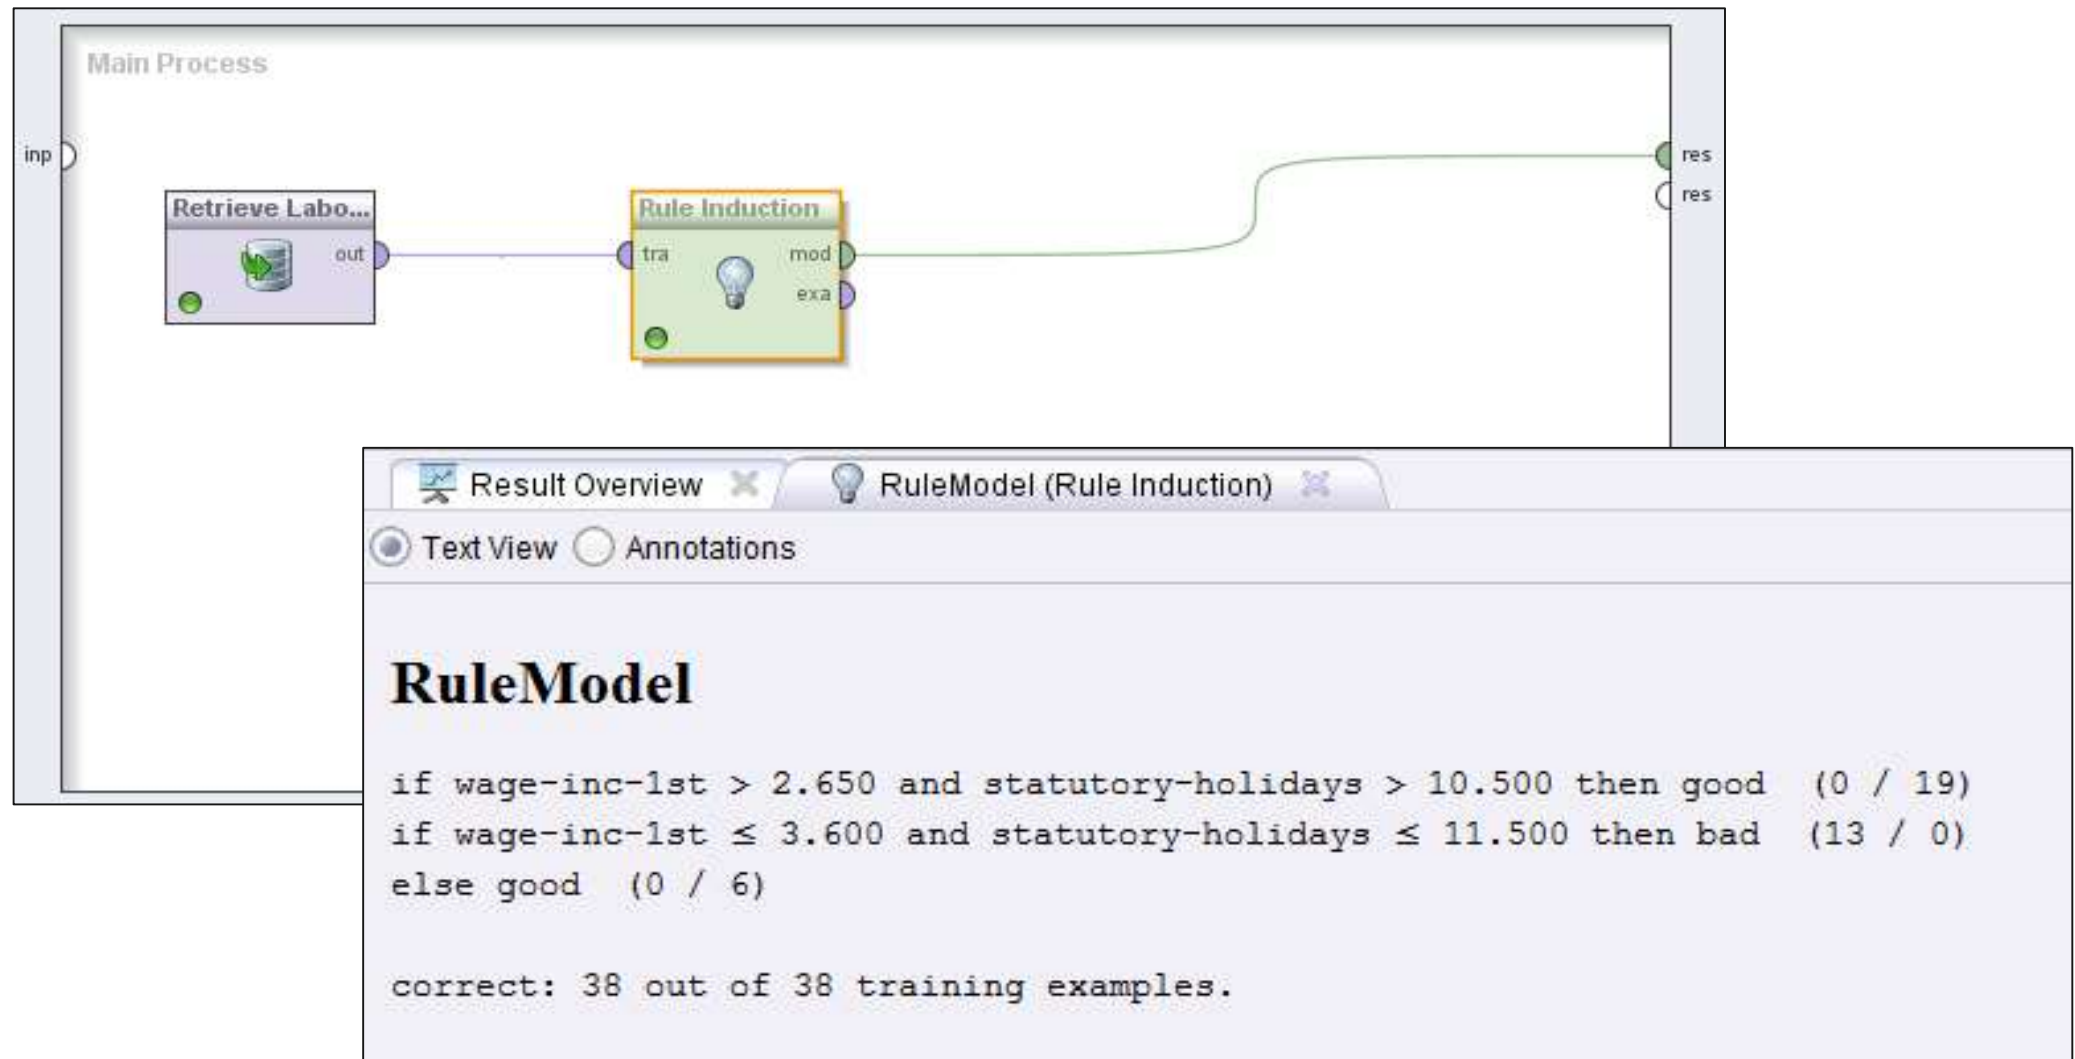 Main Process
inp
res
res
Retrieve Labo...
out
Rule Induction
tra
mod
exa
Result Overview
RuleModel (Rule Induction)
Text View
Annotations
RuleModel
if wage-inc-1st > 2.650 and statutory-holidays > 10.500 then good (0 / 19)
if wage-inc-1st ≤ 3.600 and statutory-holidays ≤ 11.500 then bad (13 / 0)
else good (0 / 6)
correct: 38 out of 38 training examples.